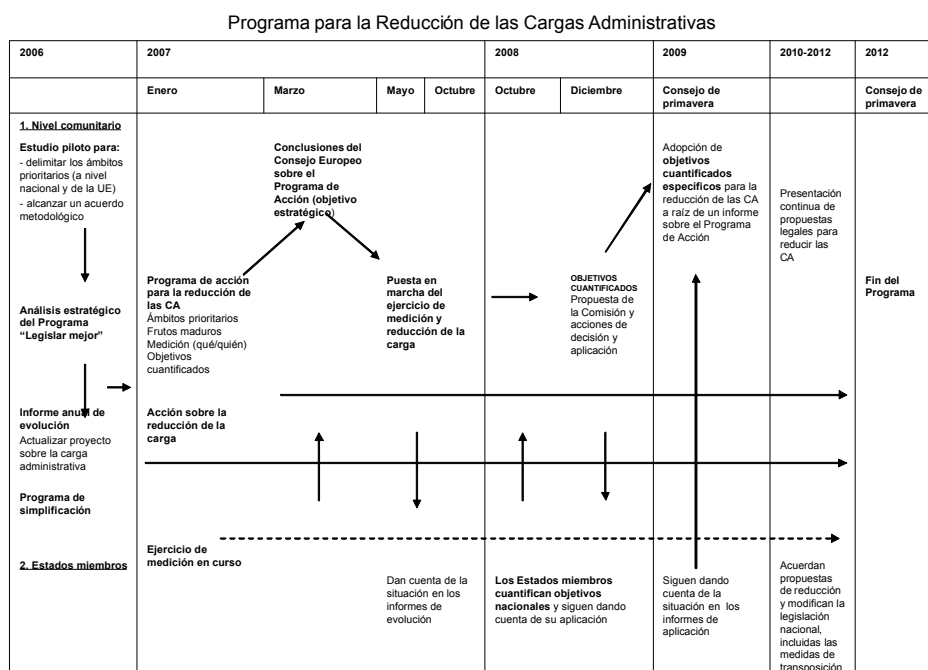 Programa para la Reducción de las Cargas Administrativas
2006
2007
2008
2009
2010-2012
2012
Enero
Marzo
Mayo
Octubre
Octubre
Diciembre
Consejo de
primavera
Consejo de
primavera
1. Nivel comunitario
Estudio piloto para:
- delimitar los ámbitos
prioritarios (a nivel
nacional y de la UE)
- alcanzar un acuerdo
metodológico
Análisis estratégico
del Programa
“Legislar mejor”
Informe anual de
evolución
Actualizar proyecto
sobre la carga
administrativa
Programa de
simplificación
2. Estados miembros
Programa de acción
para la reducción de
las CA
Ámbitos prioritarios
Frutos maduros
Medición (qué/quién)
Objetivos
cuantificados
Acción sobre la
reducción de la
carga
Ejercicio de
medición en curso
Conclusiones del
Consejo Europeo
sobre el
Programa de
Acción (objetivo
estratégico)
Puesta en
marcha del
ejercicio de
medición y
reducción de la
carga
Dan cuenta de la
situación en los
informes de
evolución
OBJETIVOS
CUANTIFICADOS
Propuesta de
la Comisión y
acciones de
decisión y
aplicación
Los Estados miembros
cuantifican objetivos
nacionales y siguen dando
cuenta de su aplicación
Adopción de
objetivos
cuantificados
específicos para la
reducción de las CA
a raíz de un informe
sobre el Programa
de Acción
Siguen dando
cuenta de la
situación en los
informes de
aplicación
Presentación
continua de
propuestas
legales para
reducir las
CA
Acuerdan
propuestas
de reducción
y modifican la
legislación
nacional,
incluidas las
medidas de
transposición
Fin del
Programa